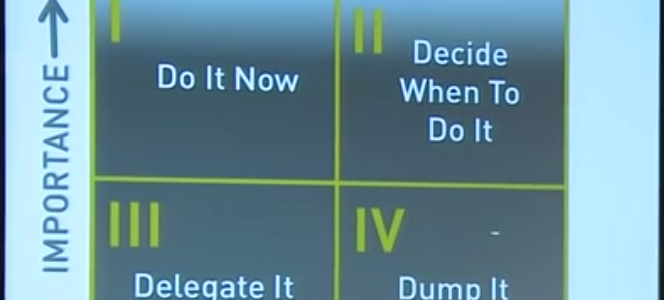 IMPORTANCE
I
Do It Now
II
Decide
When To
Do It
III
Delegate It
IV
Dump It